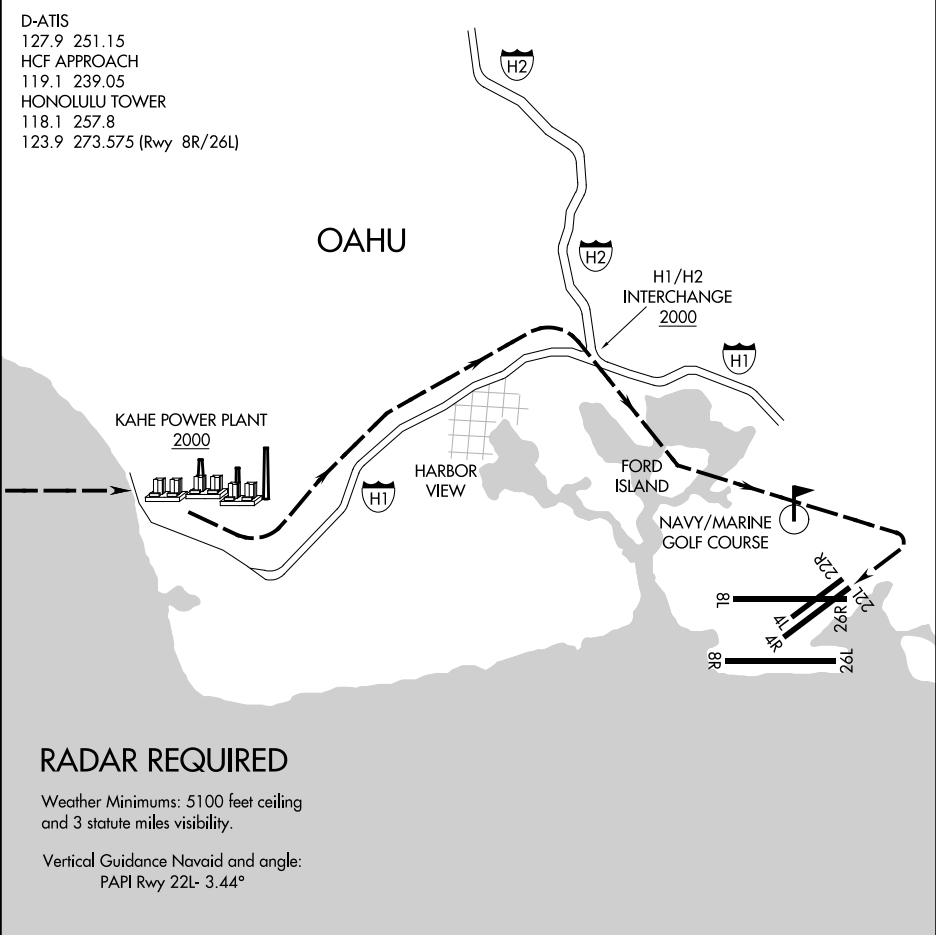 D-ATIS
127.9 251.15
HCF APPROACH
119.1 239.05
HONOLULU TOWER
118.1 257.8
123.9 273.575 (Rwy 8R/26L)
H2
OAHU
H2
H1/H2
INTERCHANGE
2000
H1
KAHE POWER PLANT
2000
HARBOR
VIEW
H1
FORD
ISLAND
NAVY/MARINE
GOLF COURSE
22R
22L
8L
26R
4L
4R
8R
26L
RADAR REQUIRED
Weather Minimums: 5100 feet ceiling
and 3 statute miles visibility.
Vertical Guidance Navaid and angle:
PAPI Rwy 22L- 3.44°